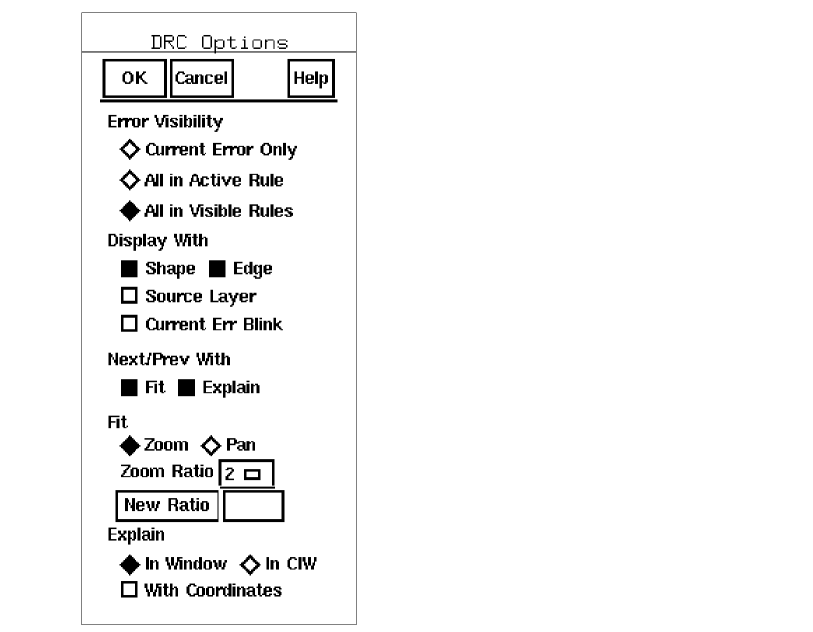 DRC Options
OK Cancel Help
Error Visibility
Current Error Only
All in Active Rule
All in Visible Rules
Display With
Shape Edge
Source Layer
Current Err Blink
Next/Prev With
Fit Explain
Fit
Zoom Pan
Zoom Ratio 2
New Ratio
Explain
In Window In CIW
With Coordinates